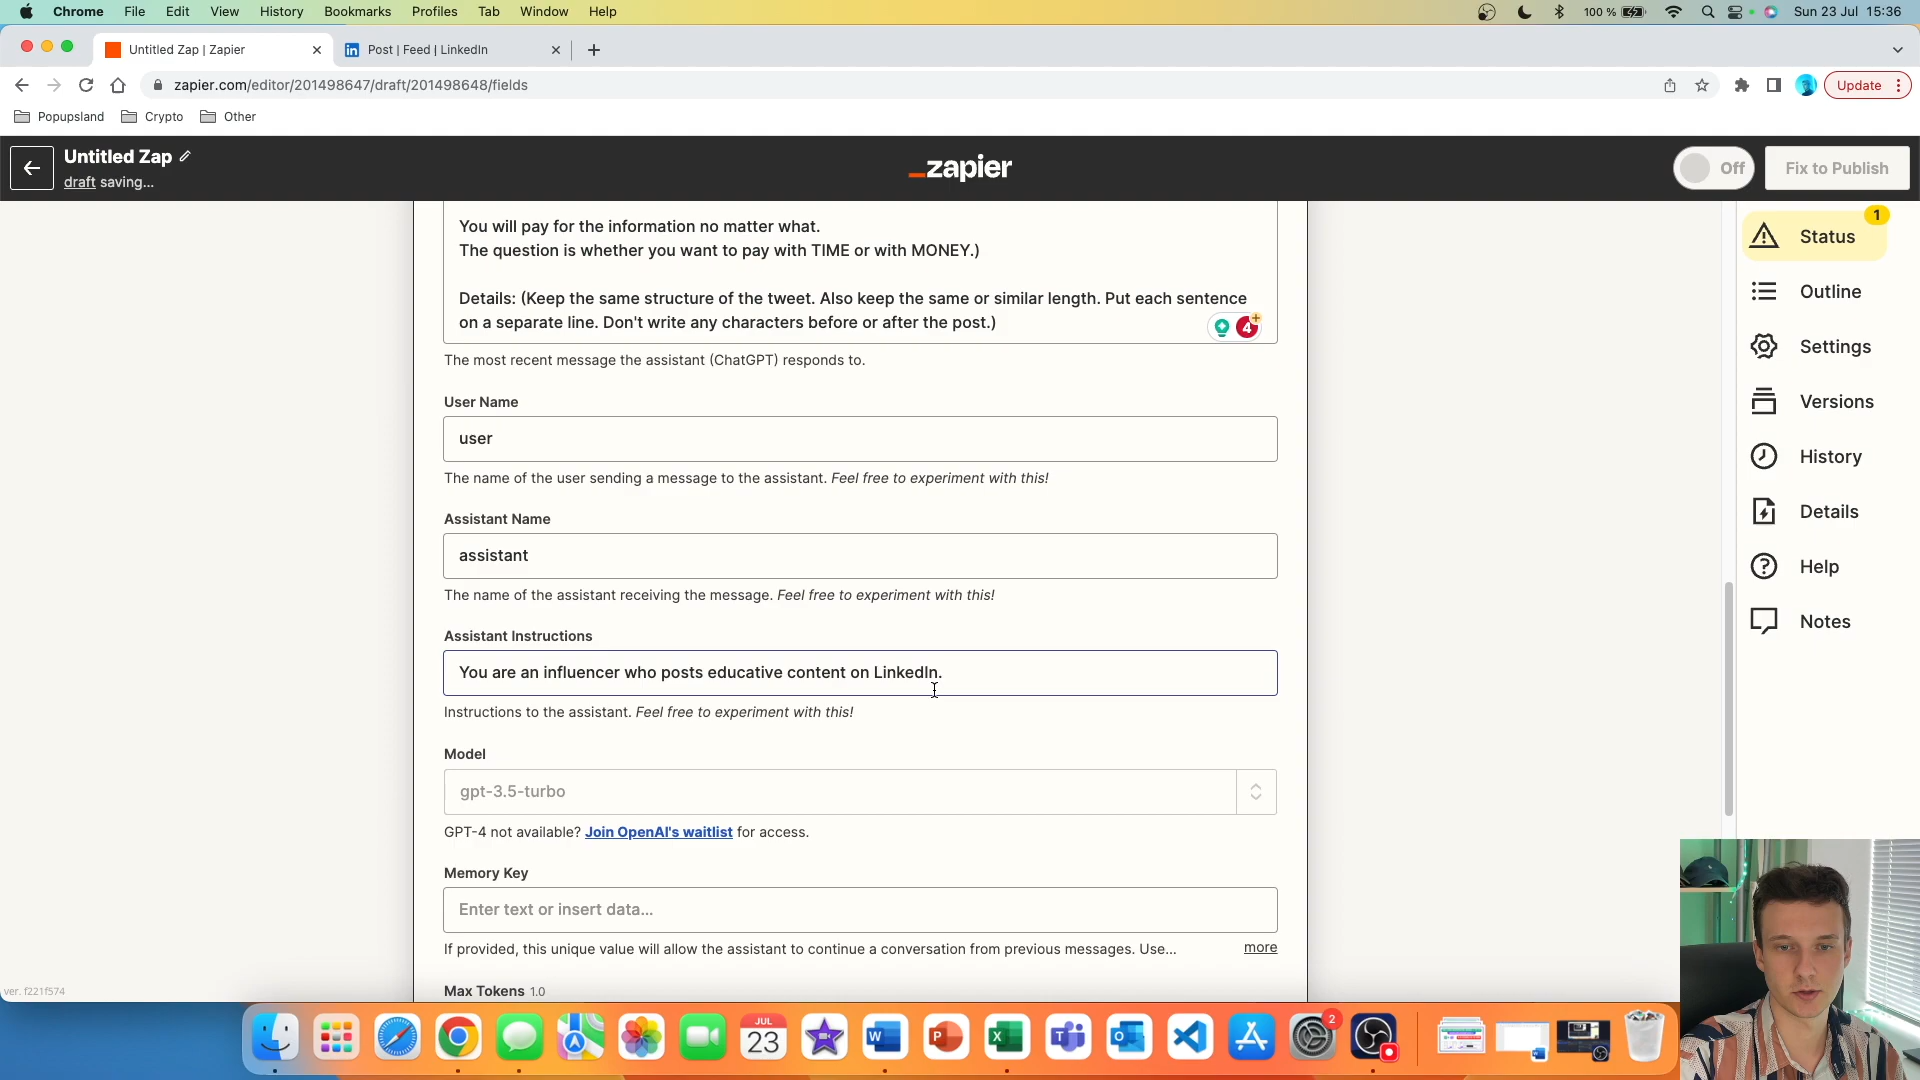 Chrome File Edit View History Bookmarks Profiles Tab Window Help 100 % Sun 23 Jul 15:36
Untitled Zap | Zapier Post | Feed | LinkedIn
zapier.com/editor/201498647/draft/201498648/fields Update
Popupsland Crypto Other
Untitled Zap
draft saving...
_zapier
Off
Fix to Publish
You will pay for the information no matter what.
The question is whether you want to pay with TIME or with MONEY.)
Details: (Keep the same structure of the tweet. Also keep the same or similar length. Put each sentence
on a separate line. Don't write any characters before or after the post.)
4
The most recent message the assistant (ChatGPT) responds to.
User Name
user
The name of the user sending a message to the assistant. Feel free to experiment with this!
Assistant Name
assistant
The name of the assistant receiving the message. Feel free to experiment with this!
Assistant Instructions
You are an influencer who posts educative content on LinkedIn.
Instructions to the assistant. Feel free to experiment with this!
Model
gpt-3.5-turbo
GPT-4 not available? Join OpenAI's waitlist for access.
Memory Key
Enter text or insert data...
If provided, this unique value will allow the assistant to continue a conversation from previous messages. Use... more
Max Tokens 1.0
1
Status
Outline
Settings
Versions
History
Details
Help
Notes
ver. f221f574
JUL
23
2